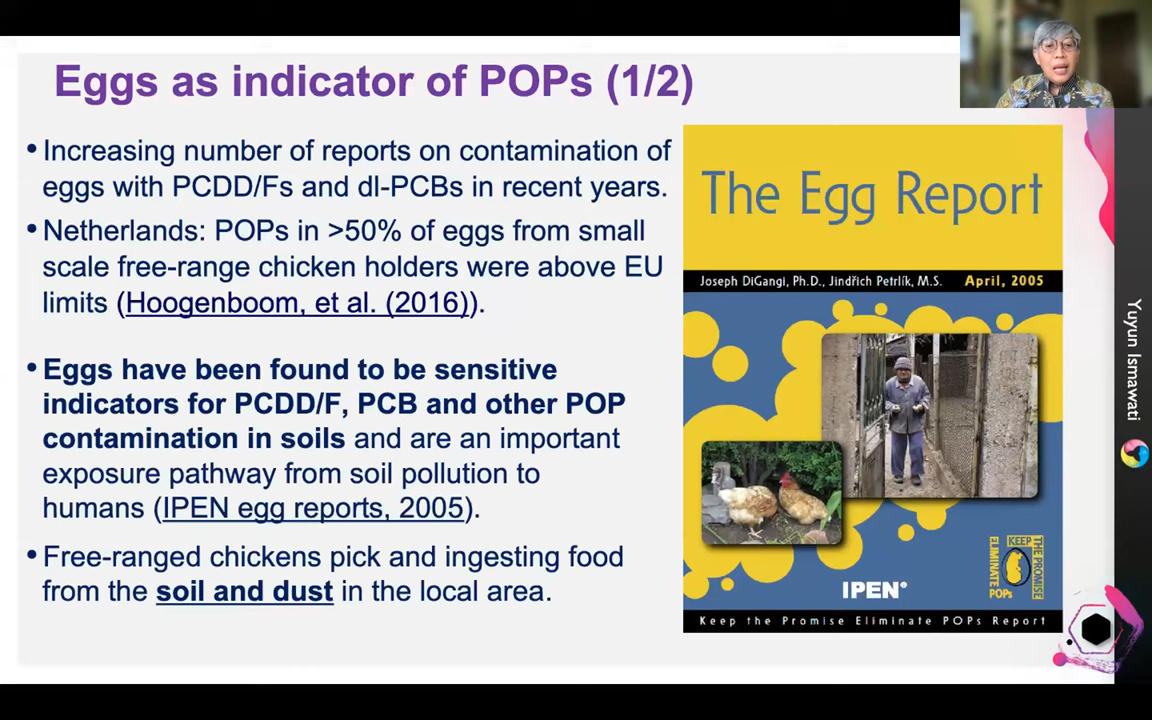 Eggs as indicator of POPs (1/2)
• Increasing number of reports on contamination of
eggs with PCDD/Fs and dl-PCBs in recent years.
• Netherlands: POPs in >50% of eggs from small
scale free-range chicken holders were above EU
limits (Hoogenboom, et al. (2016)).
• Eggs have been found to be sensitive
indicators for PCDD/F, PCB and other POP
contamination in soils and are an important
exposure pathway from soil pollution to
humans (IPEN egg reports, 2005).
• Free-ranged chickens pick and ingesting food
from the soil and dust in the local area.
The Egg Report
Joseph DiGangi, Ph.D., Jindřich Petrlík, M.S. April, 2005
IPEN®
KEEP
THE PROMISE
ELIMINATE
POPs
Keep the Promise Eliminate POPs Report
Yuyun Ismawati